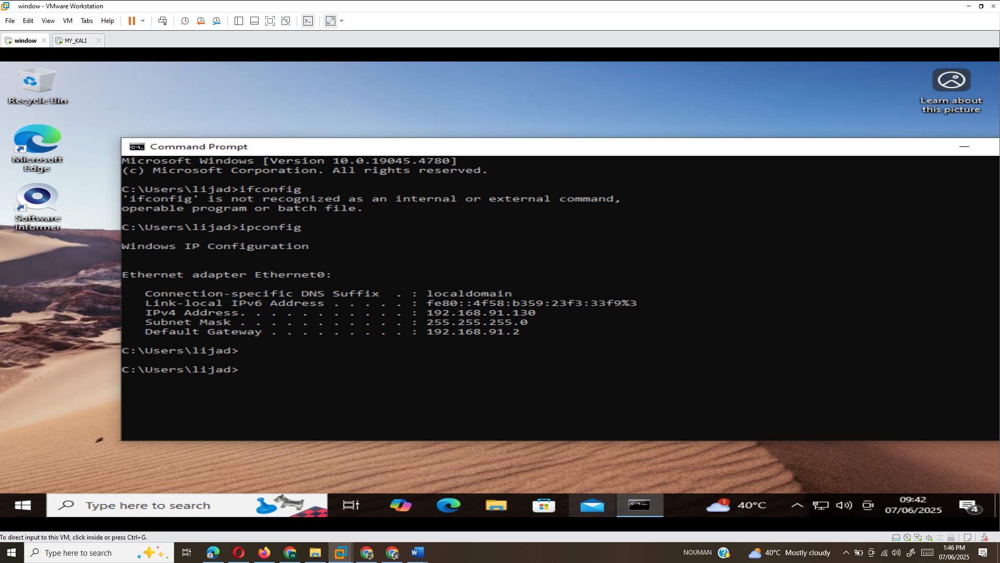 window - VMware Workstation
File Edit View VM Tabs Help
window MY_KALI
Recycle Bin
Learn about
this picture
Microsoft
Edge
Software
Informer
Command Prompt
Microsoft Windows [Version 10.0.19045.4780]
(c) Microsoft Corporation. All rights reserved.
C:\Users\lijad>ifconfig
'ifconfig' is not recognized as an internal or external command,
operable program or batch file.
C:\Users\lijad>ipconfig
Windows IP Configuration
Ethernet adapter Ethernet0:
Connection-specific DNS Suffix . : localdomain
Link-local IPv6 Address . . . . . : fe80::4f58:b359:23f3:33f9%3
IPv4 Address. . . . . . . . . . . : 192.168.91.130
Subnet Mask . . . . . . . . . . . : 255.255.255.0
Default Gateway . . . . . . . . . : 192.168.91.2
C:\Users\lijad>
C:\Users\lijad>
Type here to search
1 40°C
09:42
07/06/2025
4
To direct input to this VM, click inside or press Ctrl+G.
Type here to search
NOUMAN
40°C Mostly cloudy
1:46 PM
07/06/2025